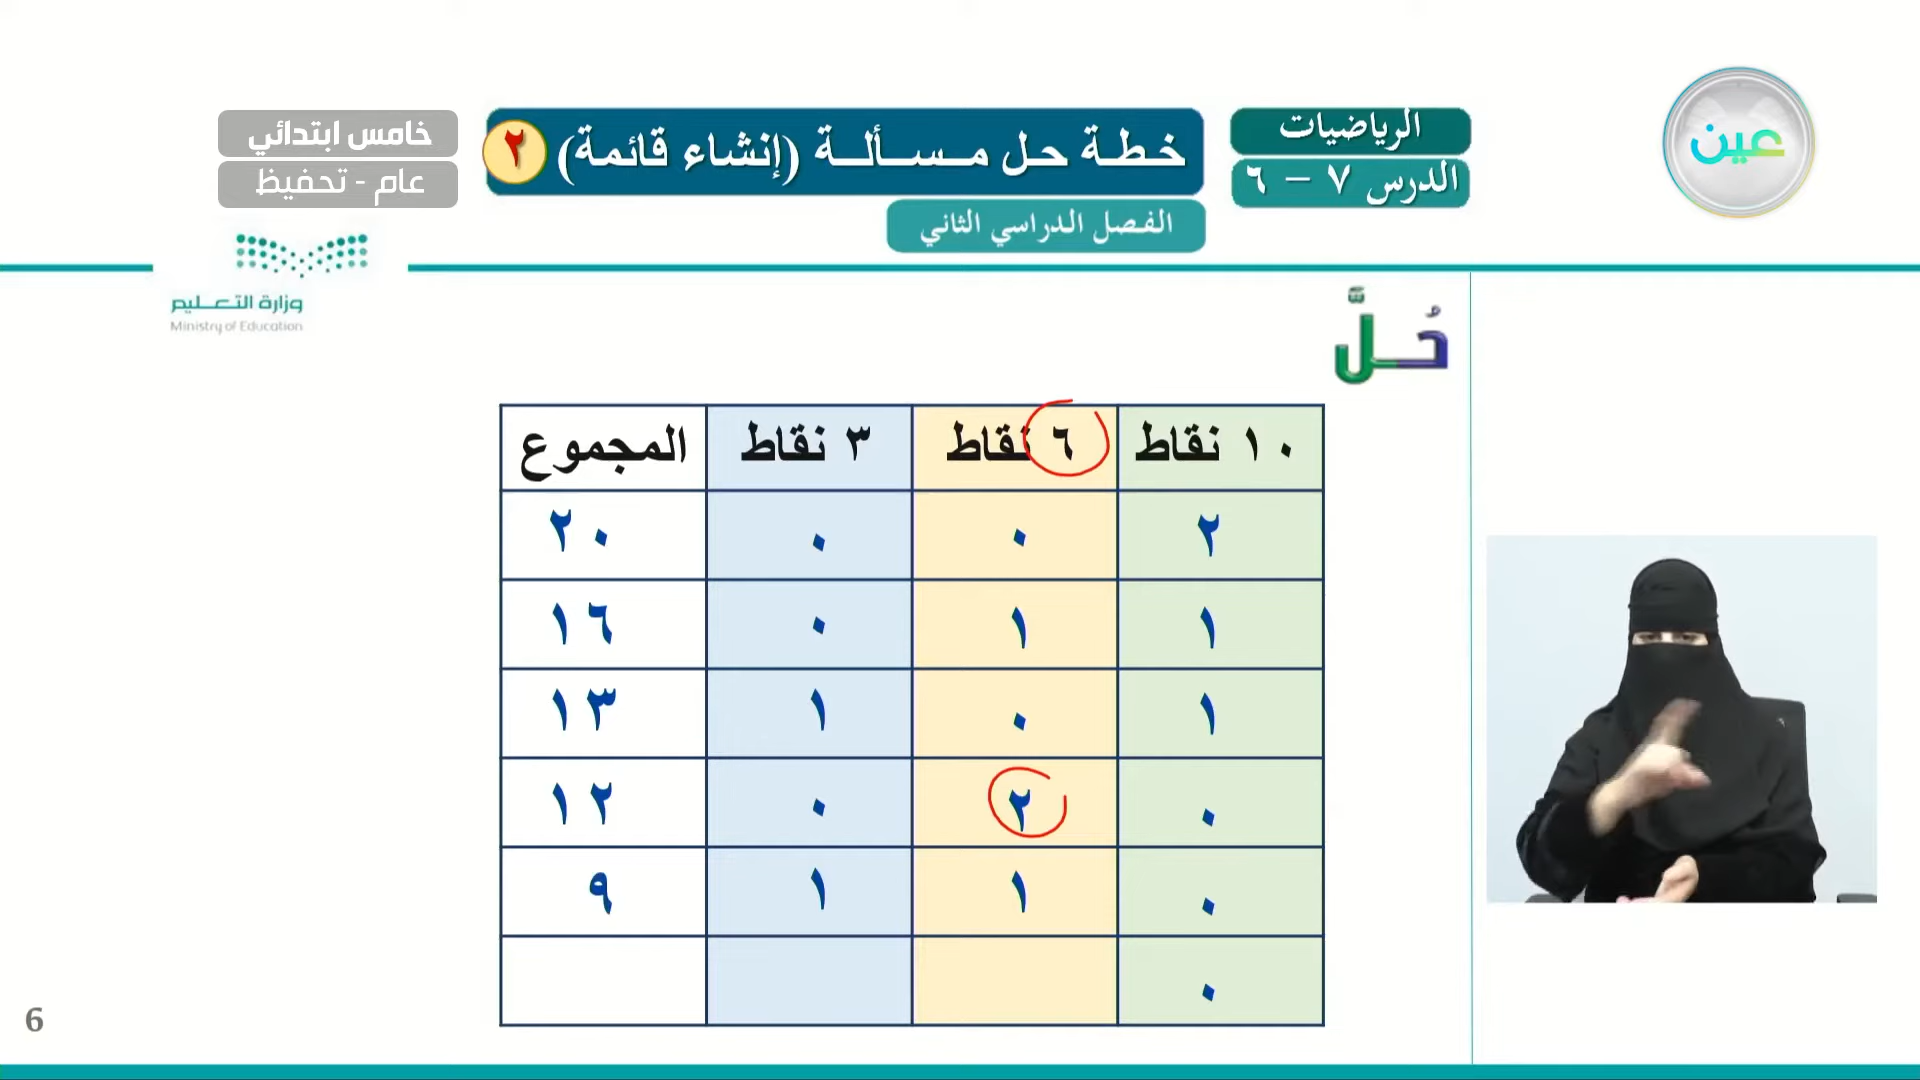 عين
الرياضيات
الدرس ٧ – ٦
خطة حل مسألة (إنشاء قائمة) ٢
الفصل الدراسي الثاني
خامس ابتدائي
عام - تحفيظ
وزارة التعليم
Ministry of Education
حُلَّ
١٠ نقاط ٦ نقاط ٣ نقاط المجموع
٢ ٠ ٠ ٢٠
١ ١ ٠ ١٦
١ ٠ ١ ١٣
٠ ٢ ٠ ١٢
٠ ١ ١ ٩
٠
6